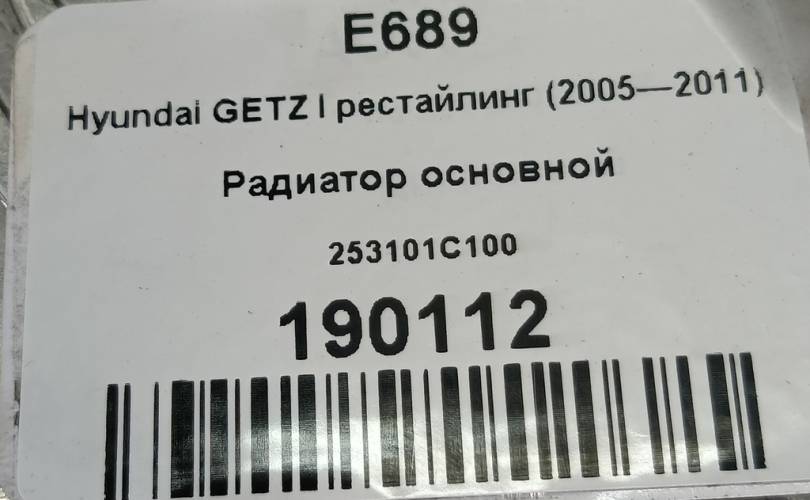 E689
Hyundai GETZ I рестайлинг (2005—2011)
Радиатор основной
253101C100
190112